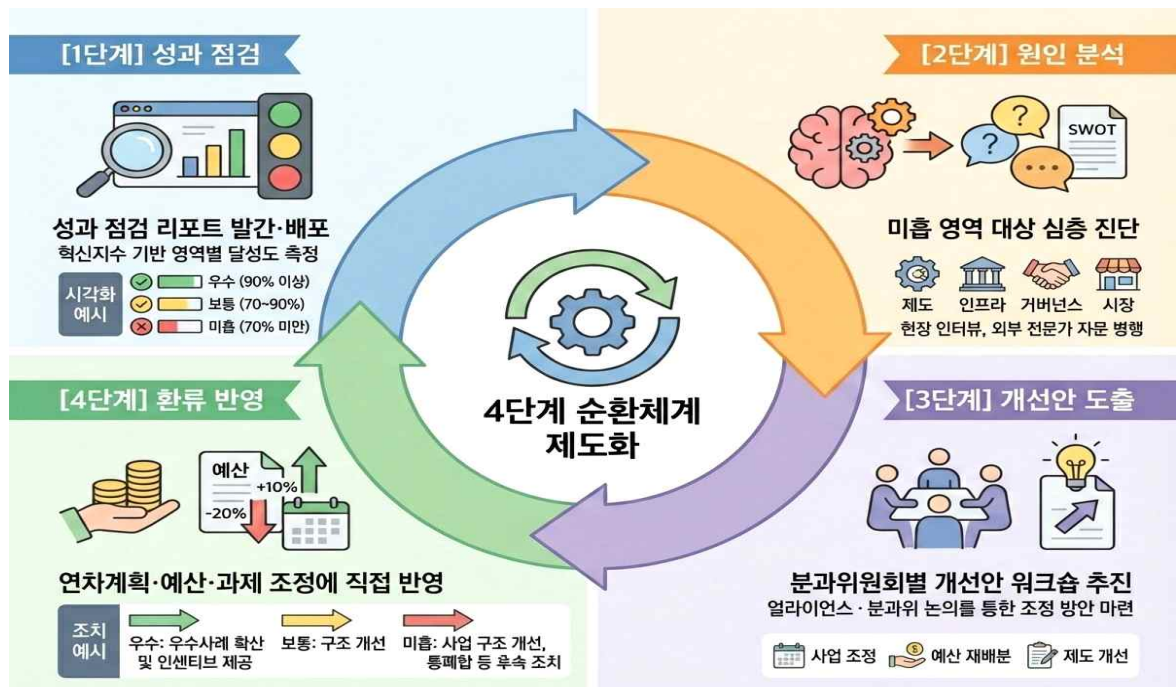 [1단계] 성과 점검
성과 점검 리포트 발간·배포
혁신지수 기반 영역별 달성도 측정
시각화
예시
우수 (90% 이상)
보통 (70~90%)
미흡 (70% 미만)
[2단계] 원인 분석
?
?
SWOT
미흡 영역 대상 심층 진단
제도
인프라
거버넌스
시장
현장 인터뷰, 외부 전문가 자문 병행
4단계 순환체계
제도화
[3단계] 개선안 도출
분과위원회별 개선안 워크숍 추진
얼라이언스·분과위 논의를 통한 조정 방안 마련
사업 조정
$
예산 재배분
제도 개선
[4단계] 환류 반영
예산
+10%
-20%
연차계획·예산·과제 조정에 직접 반영
조치
예시
우수: 우수사례 확산
및 인센티브 제공
보통: 구조 개선
미흡: 사업 구조 개선,
통폐합 등 후속 조치